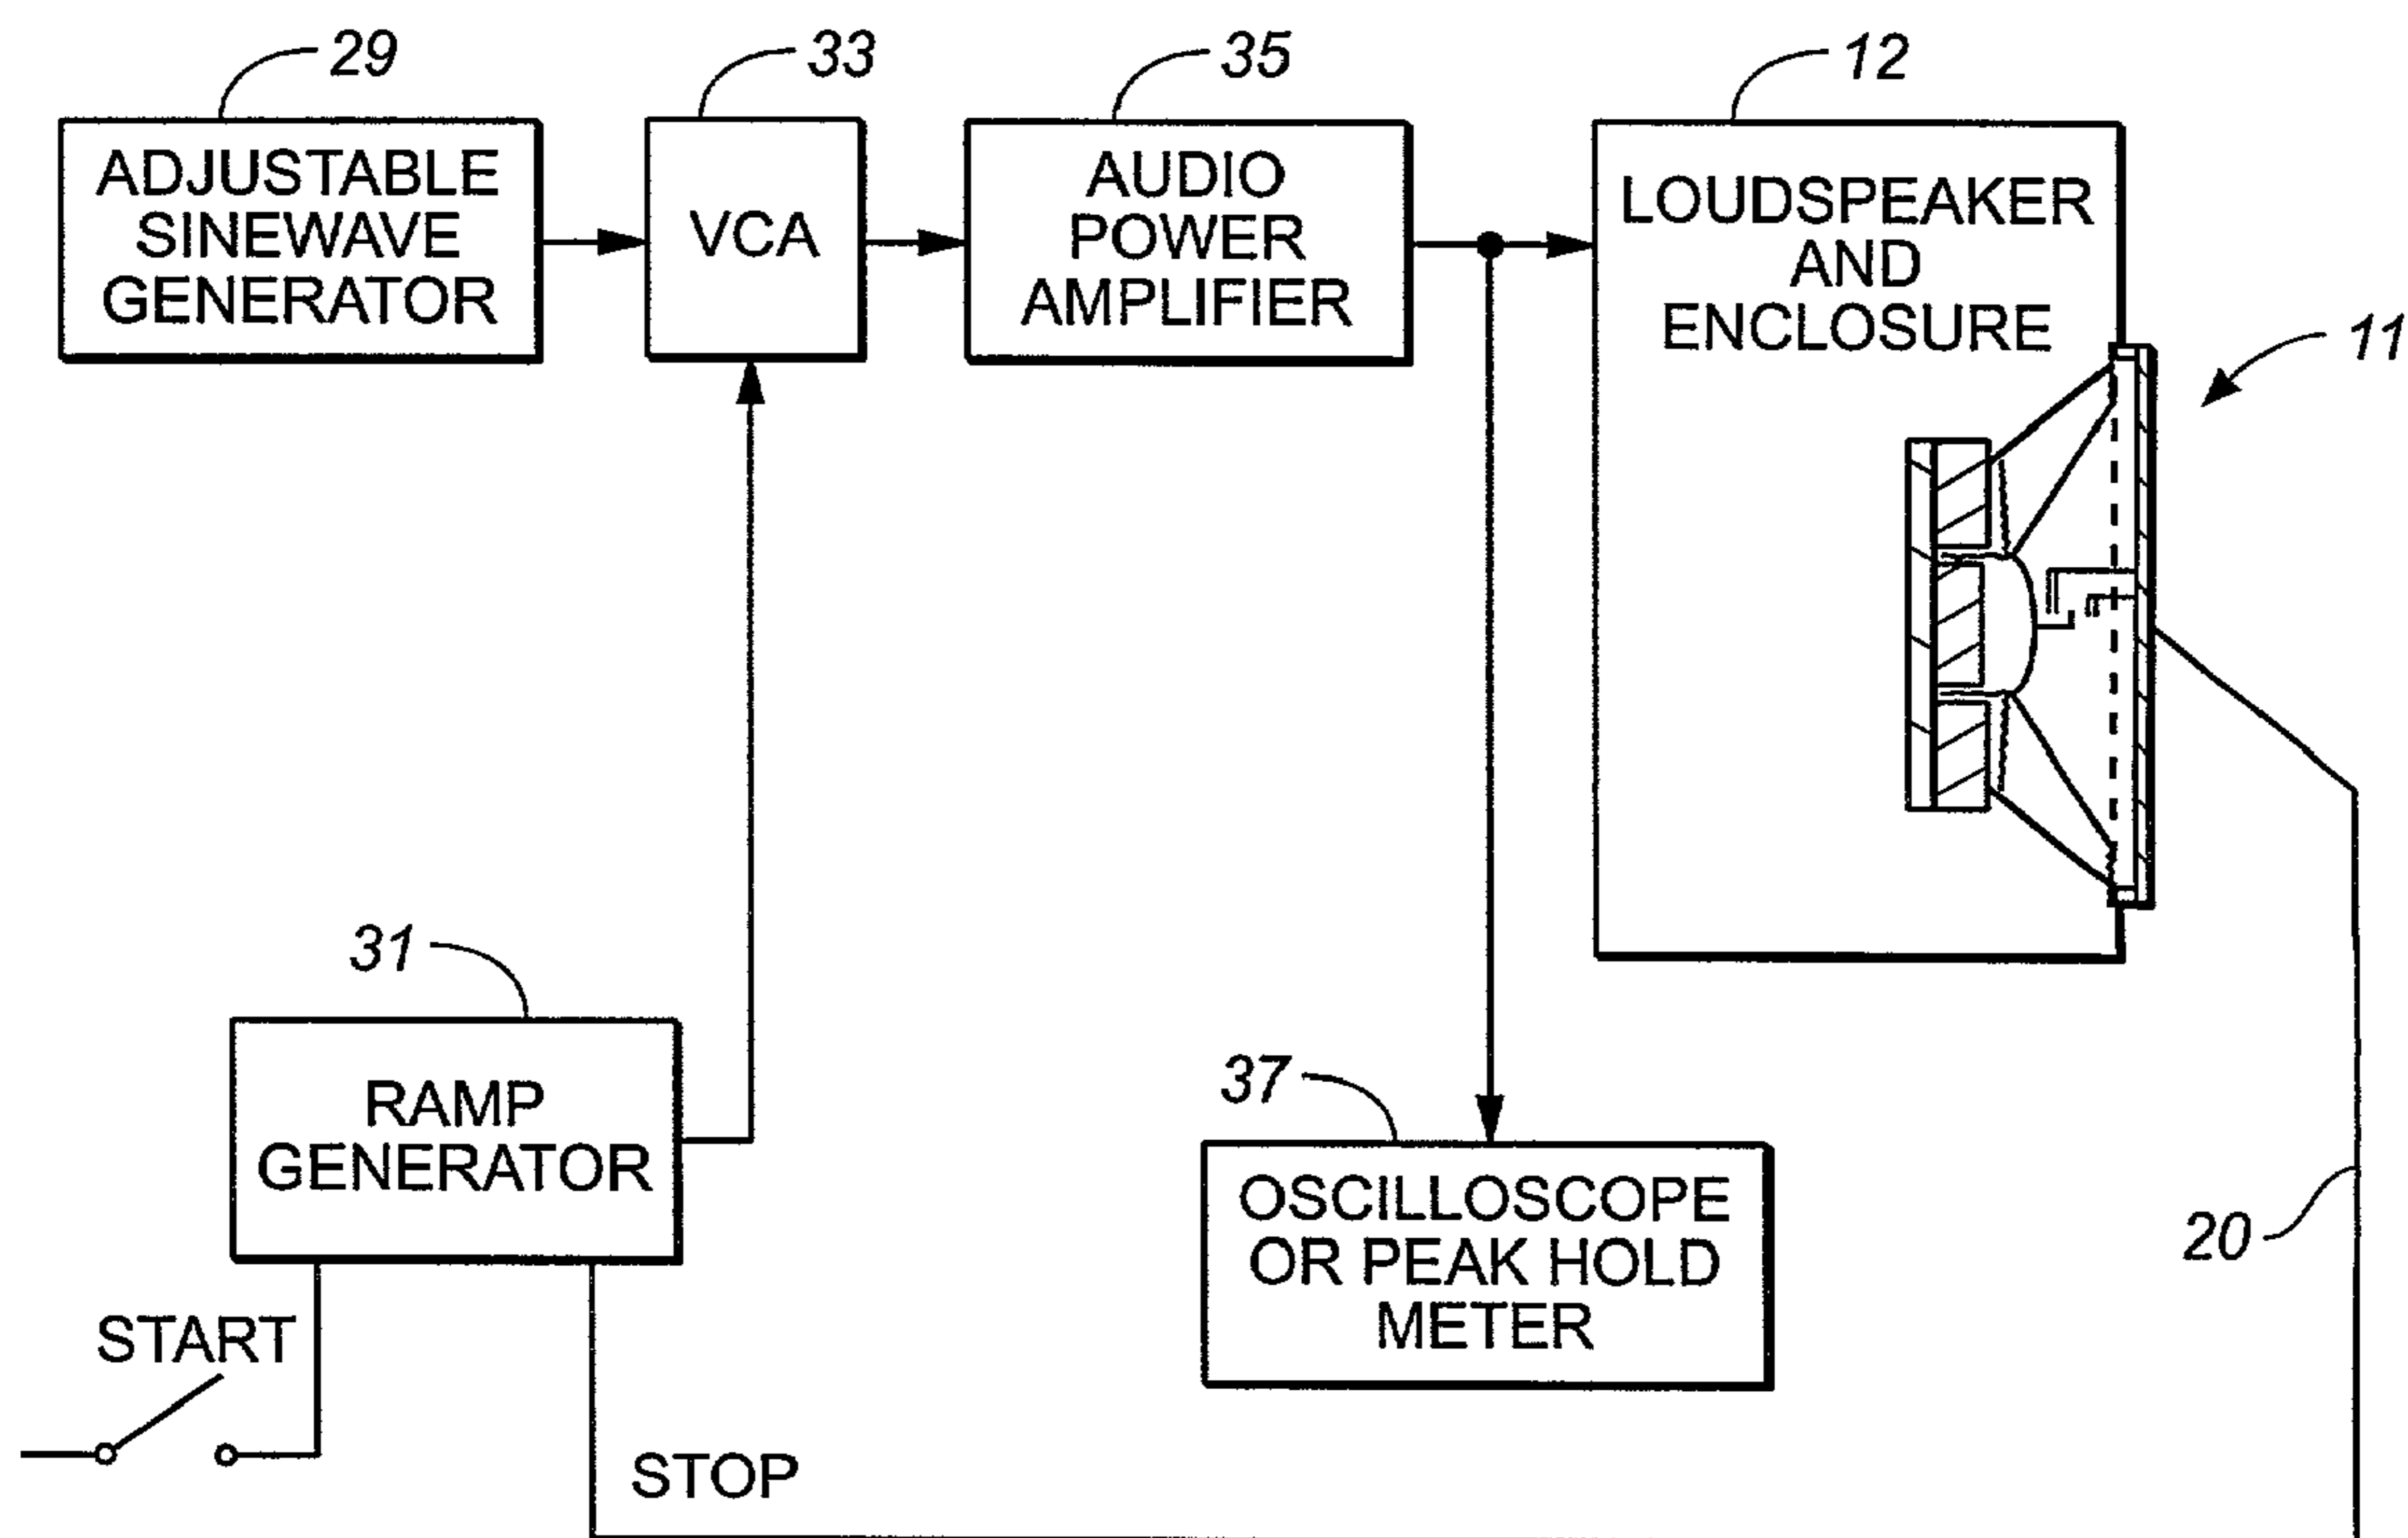 29
33
35
12
ADJUSTABLE
SINEWAVE
GENERATOR
VCA
AUDIO
POWER
AMPLIFIER
LOUDSPEAKER
AND
ENCLOSURE
11
31
RAMP
GENERATOR
37
OSCILLOSCOPE
OR PEAK HOLD
METER
20
START
STOP